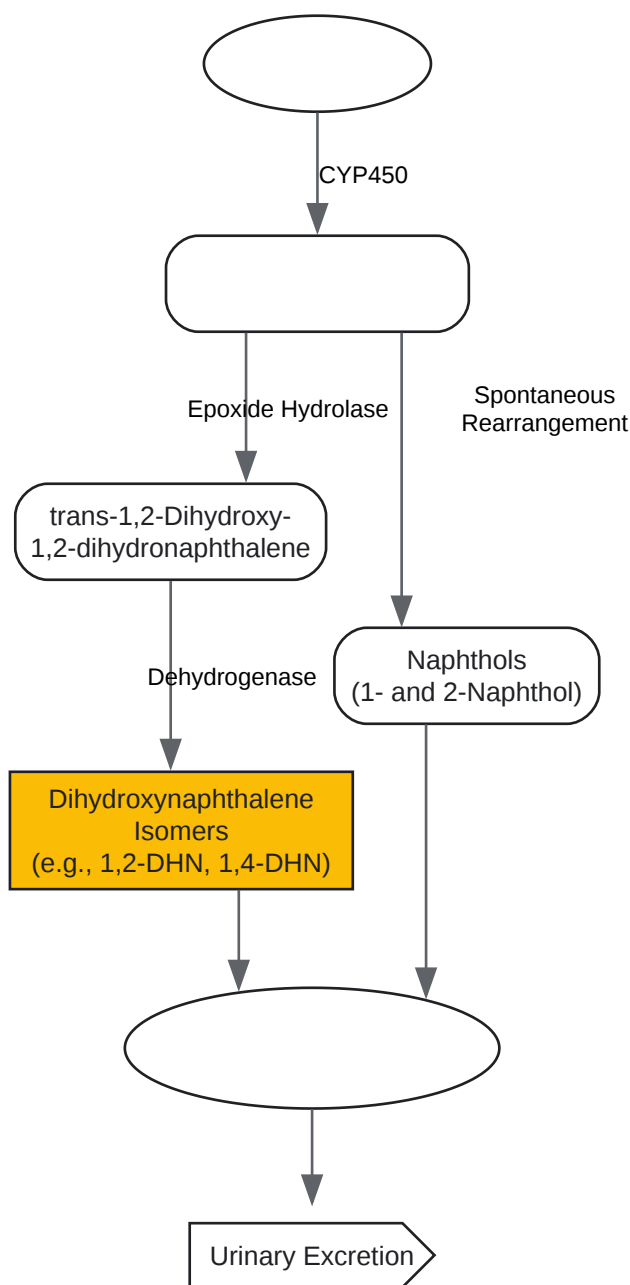 CYP450
Epoxide Hydrolase
Spontaneous
Rearrangement
trans-1,2-Dihydroxy-
1,2-dihydronaphthalene
Naphthols
(1- and 2-Naphthol)
Dehydrogenase
Dihydroxynaphthalene
Isomers
(e.g., 1,2-DHN, 1,4-DHN)
Urinary Excretion